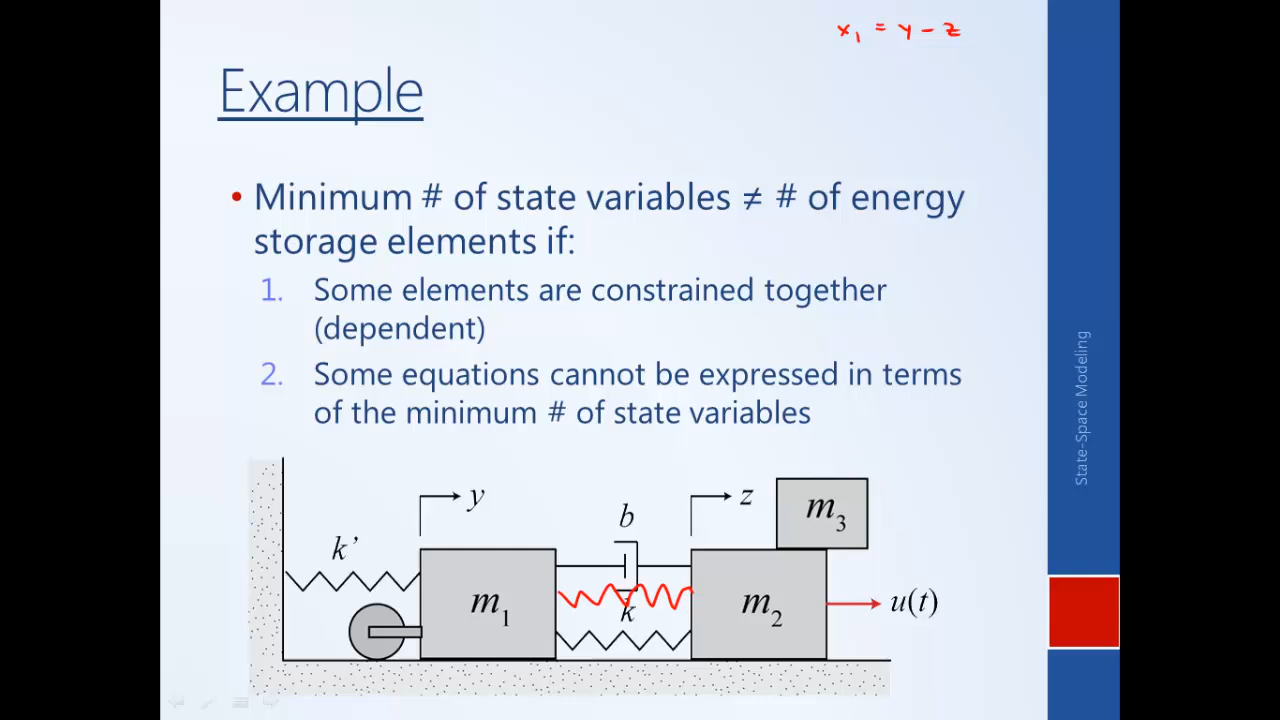 x₁ = y - z
Example
• Minimum # of state variables ≠ # of energy
storage elements if:
1. Some elements are constrained together
(dependent)
2. Some equations cannot be expressed in terms
of the minimum # of state variables
State-Space Modeling
y
z
b
m₃
k’
m₁
k
m₂
u(t)